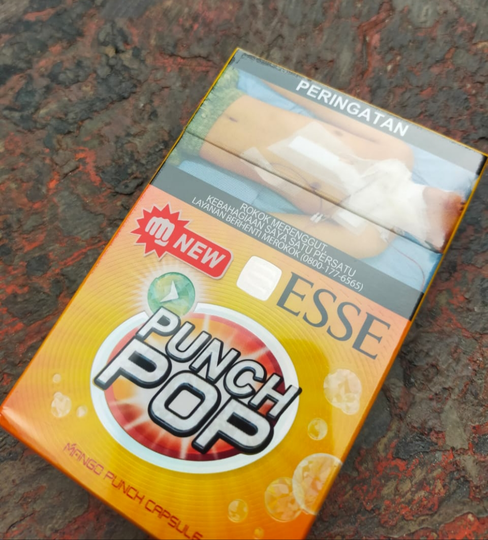 PERINGATAN
ROKOK MERENGGUT
KEBAHAGIAAN SAYA SATU PERSATU
LAYANAN BERHENTI MEROKOK (0800-177-6565)
NEW
ESSE
PUNCH
POP
MANGO PUNCH CAPSULE